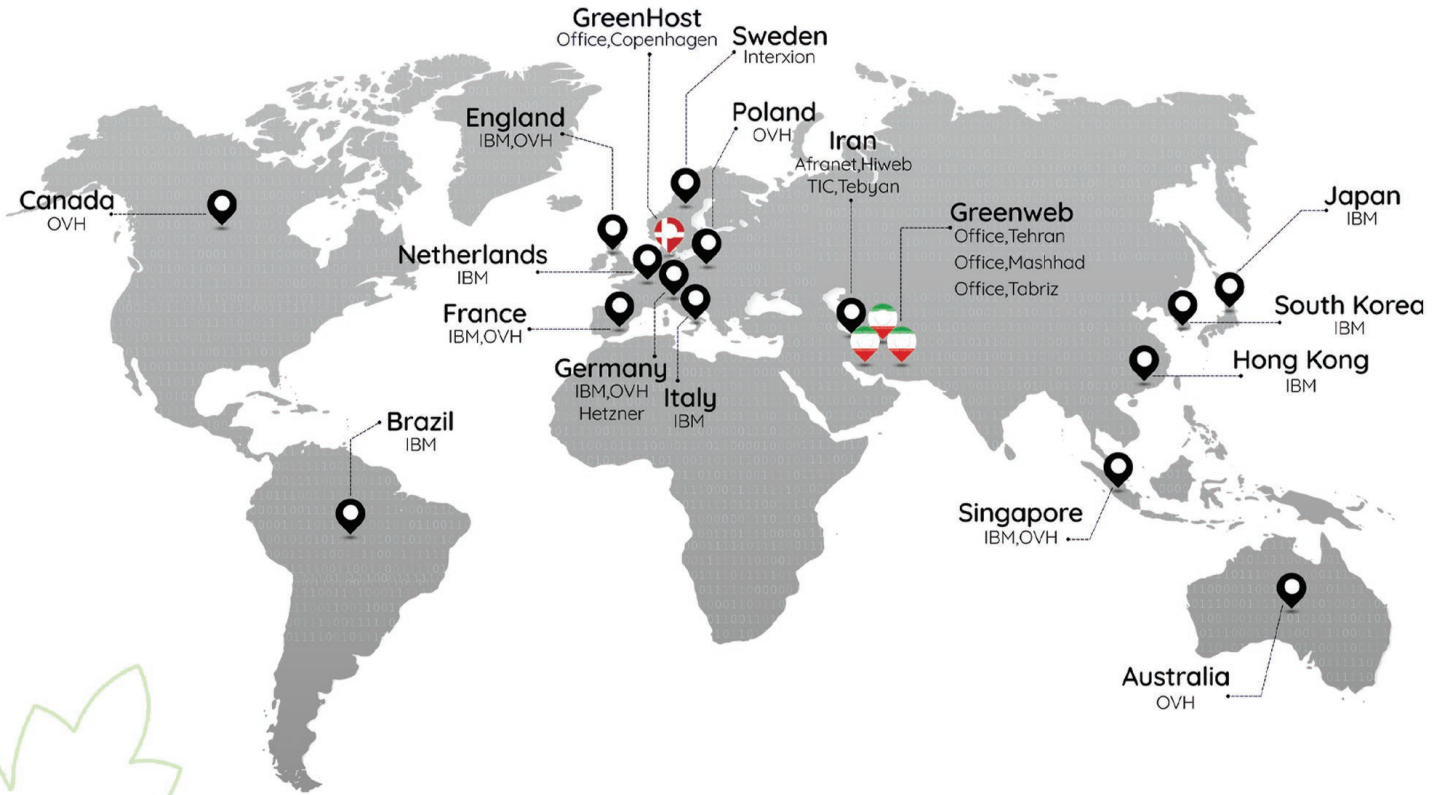 GreenHost
Office,Copenhagen
Sweden
Interxion
England
IBM,OVH
Poland
OVH
Iran
Afranet,Hiweb
TIC,Tebyan
Canada
OVH
Greenweb
Office,Tehran
Office,Mashhad
Office,Tabriz
Japan
IBM
Netherlands
IBM
France
IBM,OVH
South Korea
IBM
Germany
IBM,OVH
Hetzner
Italy
IBM
Hong Kong
IBM
Brazil
IBM
Singapore
IBM,OVH
Australia
OVH